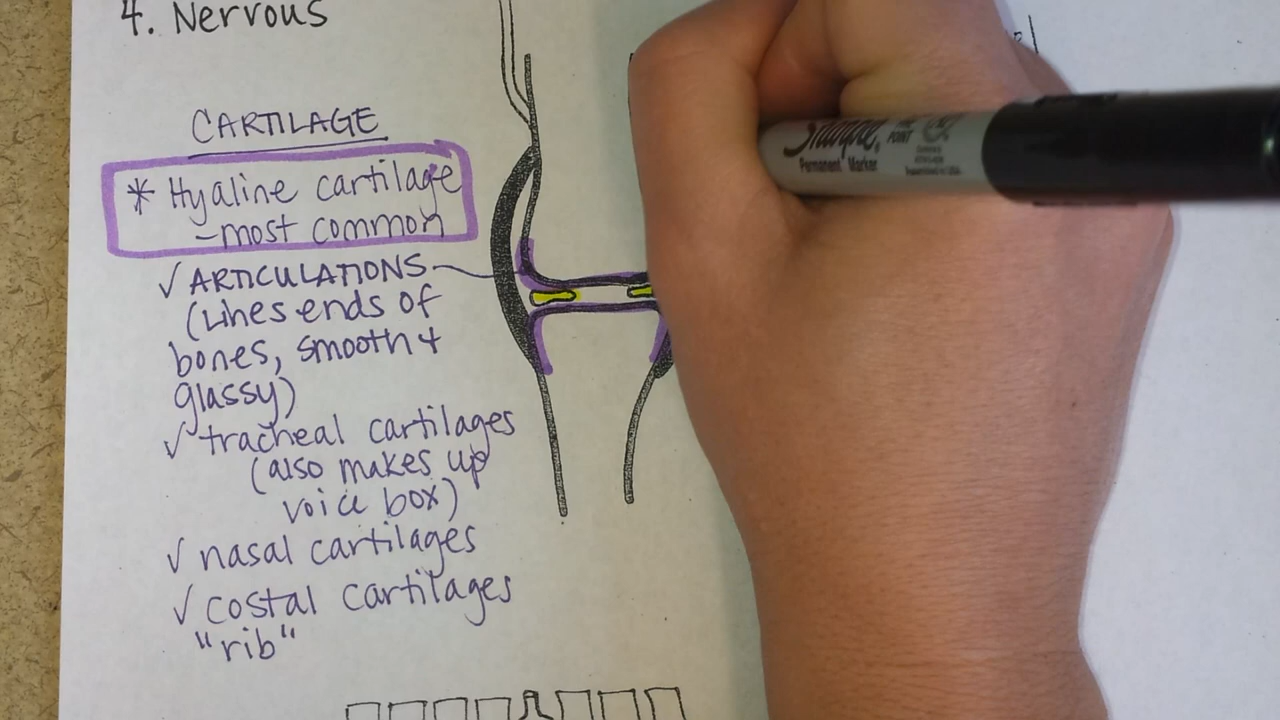 4. Nervous
CARTILAGE
* Hyaline cartilage
- most common
✓ ARTICULATIONS
(Lines ends of
bones, smooth +
glassy)
✓ tracheal cartilages
(also makes up
voice box)
✓ nasal cartilages
✓ costal cartilages
"rib"
Sharpie
POINT
Permanent Marker